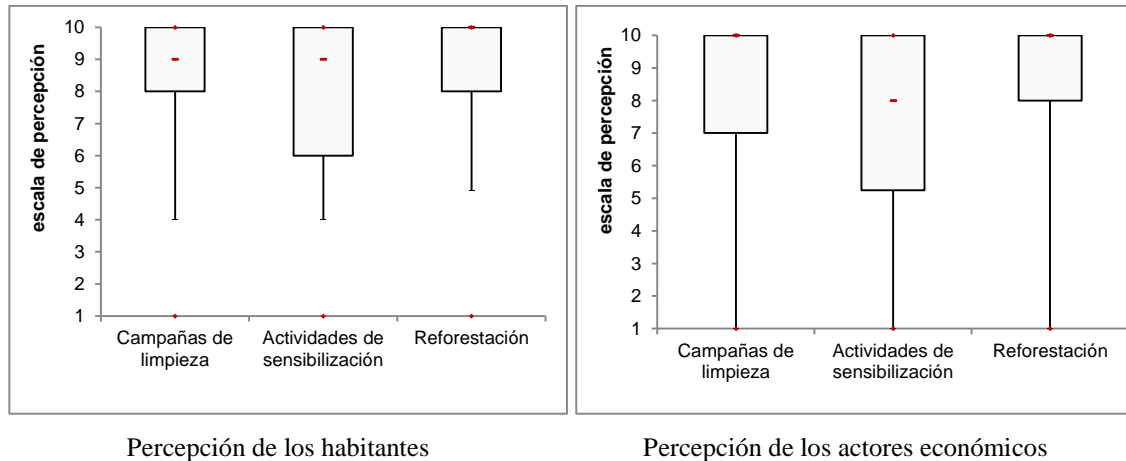 escala de percepción
10
9
8
7
6
5
4
3
2
1
Campañas de
limpieza
Actividades de
sensibilización
Reforestación
Percepción de los habitantes
escala de percepción
10
9
8
7
6
5
4
3
2
1
Campañas de
limpieza
Actividades de
sensibilización
Reforestación
Percepción de los actores económicos